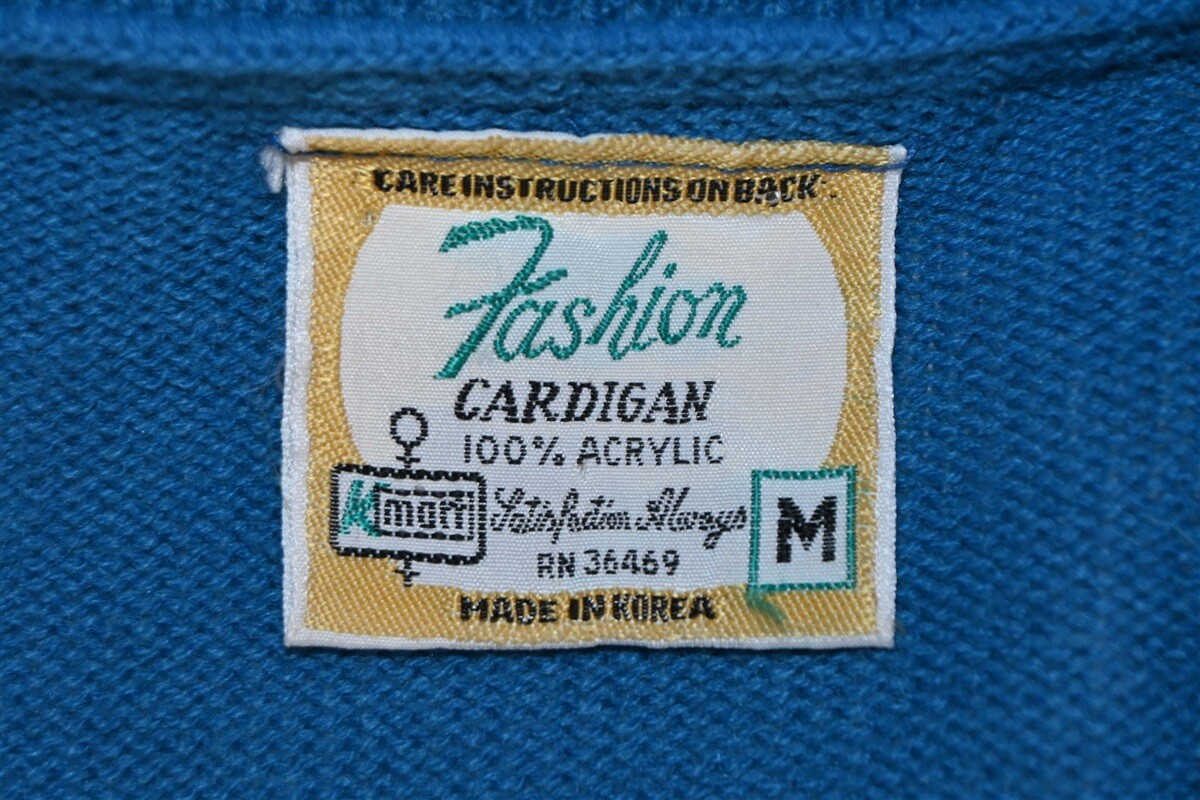 CARE INSTRUCTIONS ON BACK
Fashion
CARDIGAN
100% ACRYLIC
Kmart Satisfaction Always
M
RN 36469
MADE IN KOREA